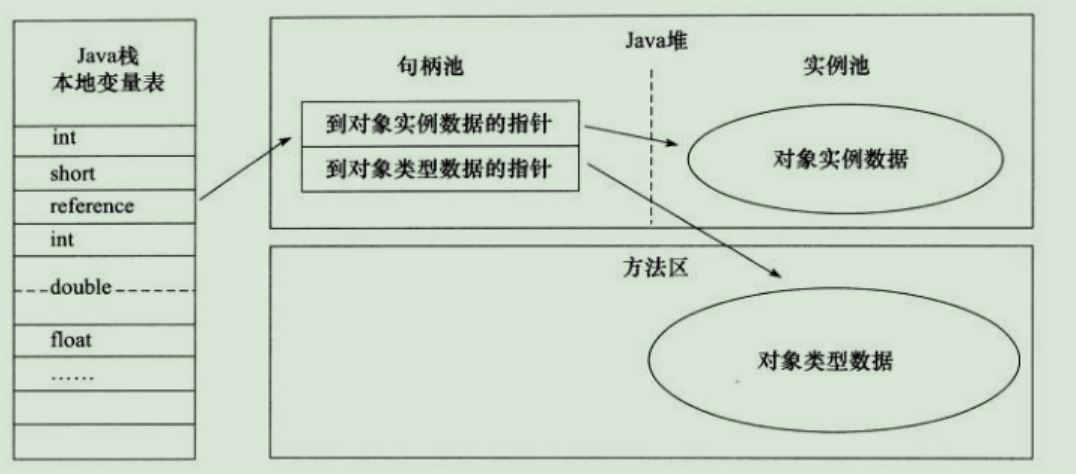 Java栈
本地变量表
int
short
reference
int
double
float
……
Java堆
句柄池
实例池
到对象实例数据的指针
到对象类型数据的指针
对象实例数据
方法区
对象类型数据